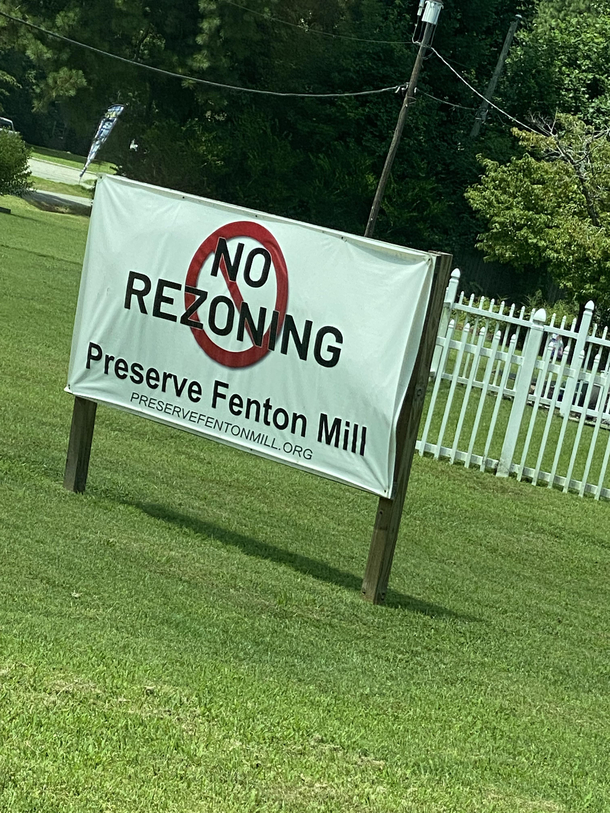 NO
REZONING
Preserve Fenton Mill
PRESERVEFENTONMILL.ORG